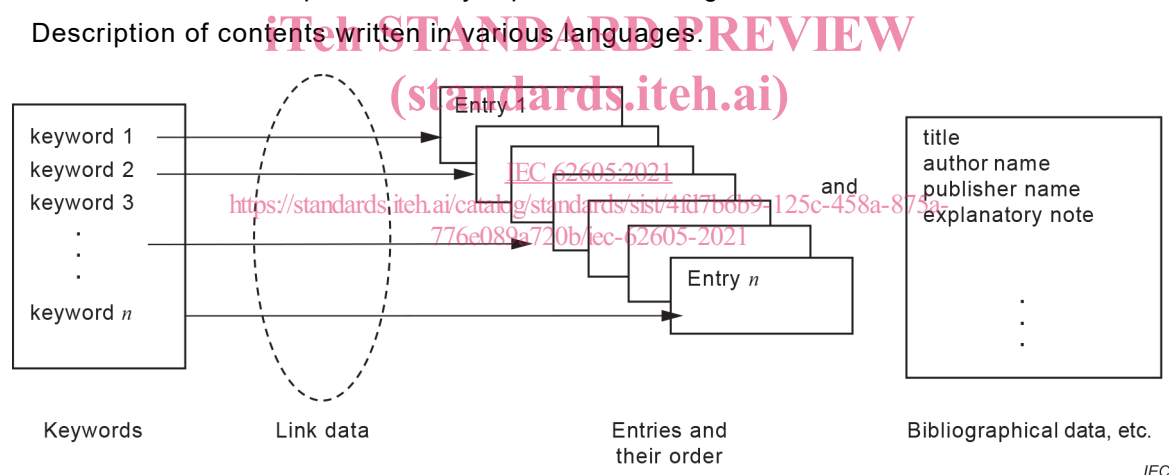 Description of contents written in various languages.
iTeh STANDARD PREVIEW
(standards.iteh.ai)
IEC 62605:2021
https://standards.iteh.ai/catalog/standards/sist/4fd7b6b9-125c-458a-875a-
776e089a720b/iec-62605-2021
keyword 1
keyword 2
keyword 3
.
.
.
keyword n
Entry 1
Entry n
and
title
author name
publisher name
explanatory note
.
.
.
Keywords
Link data
Entries and
their order
Bibliographical data, etc.
IEC